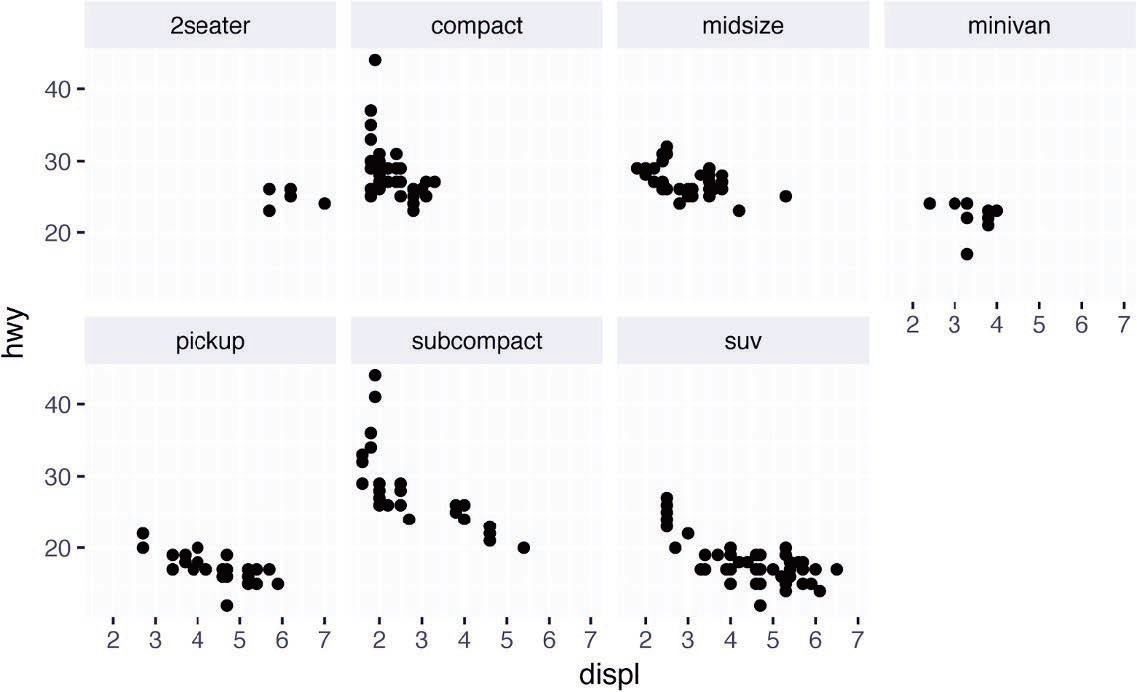 2seater compact midsize minivan
40
30
20
2 3 4 5 6 7
hwy
pickup subcompact suv
40
30
20
2 3 4 5 6 7 2 3 4 5 6 7 2 3 4 5 6 7
displ